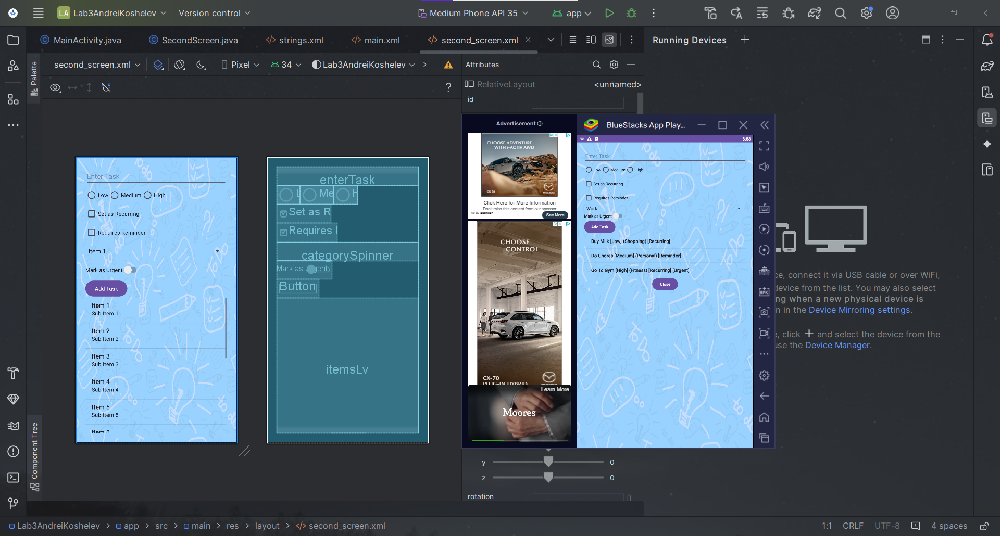 LA Lab3AndreiKoshelev Version control Medium Phone API 35 app
MainActivity.java SecondScreen.java strings.xml main.xml second_screen.xml Running Devices
second_screen.xml Pixel 34 Lab3AndreiKoshelev Attributes
Palette
?
RelativeLayout <unnamed>
id
Enter Task
Low Medium High
Set as Recurring
Requires Reminder
Item 1
Mark as Urgent
Add Task
Item 1
Sub Item 1
Item 2
Sub Item 2
Item 3
Sub Item 3
Item 4
Sub Item 4
Item 5
Sub Item 5
Item 6
enterTask
L Me H
Set as R
Requires
categorySpinner
Mark as Urgent
Button
itemsLv
Advertisement
CHOOSE ADVENTURE
WITH i-ACTIV AWD
CX-50
mazda
Click Here for More Information
Don't miss this content from our sponsor
Ad By Sponsor
See More
CHOOSE
CONTROL
CX-70
PLUG-IN HYBRID
Learn More
Moores
BlueStacks App Play...
8:53
Enter Task
Low Medium High
Set as Recurring
Requires Reminder
Work
Mark as Urgent
Add Task
Buy Milk [Low] (Shopping) [Recurring]
Do Chores [Medium] (Personal) [Reminder]
Go To Gym [High] (Fitness) [Recurring] [Urgent]
Close
APK
ce, connect it via USB cable or over WiFi,
device from the list. You may also select
ng when a new physical device is
n in the Device Mirroring settings.
e, click + and select the device from the
use the Device Manager.
y 0
z 0
rotation
Component Tree
Lab3AndreiKoshelev > app > src > main > res > layout > second_screen.xml
1:1 CRLF UTF-8 4 spaces